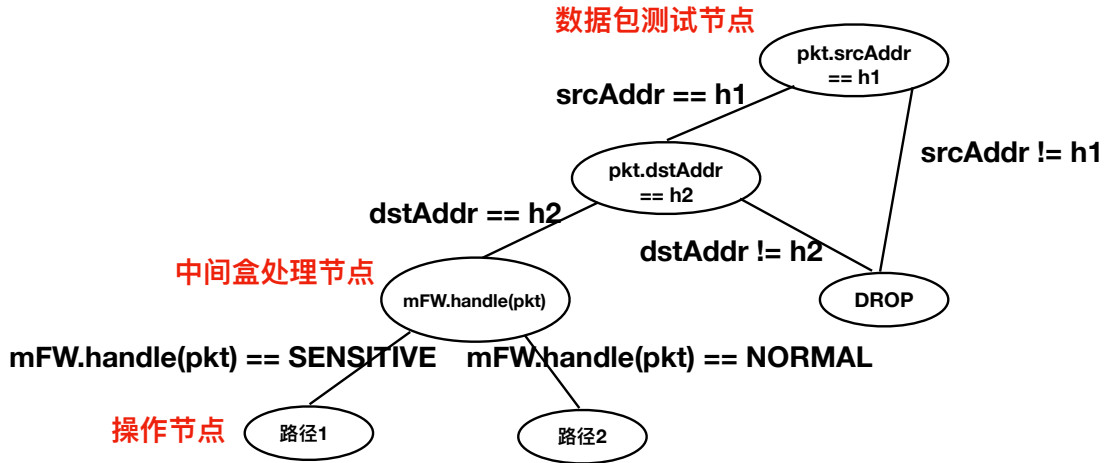 数据包测试节点
pkt.srcAddr
== h1
srcAddr == h1
srcAddr != h1
pkt.dstAddr
== h2
dstAddr == h2
dstAddr != h2
中间盒处理节点
mFW.handle(pkt)
DROP
mFW.handle(pkt) == SENSITIVE
mFW.handle(pkt) == NORMAL
操作节点
路径1
路径2